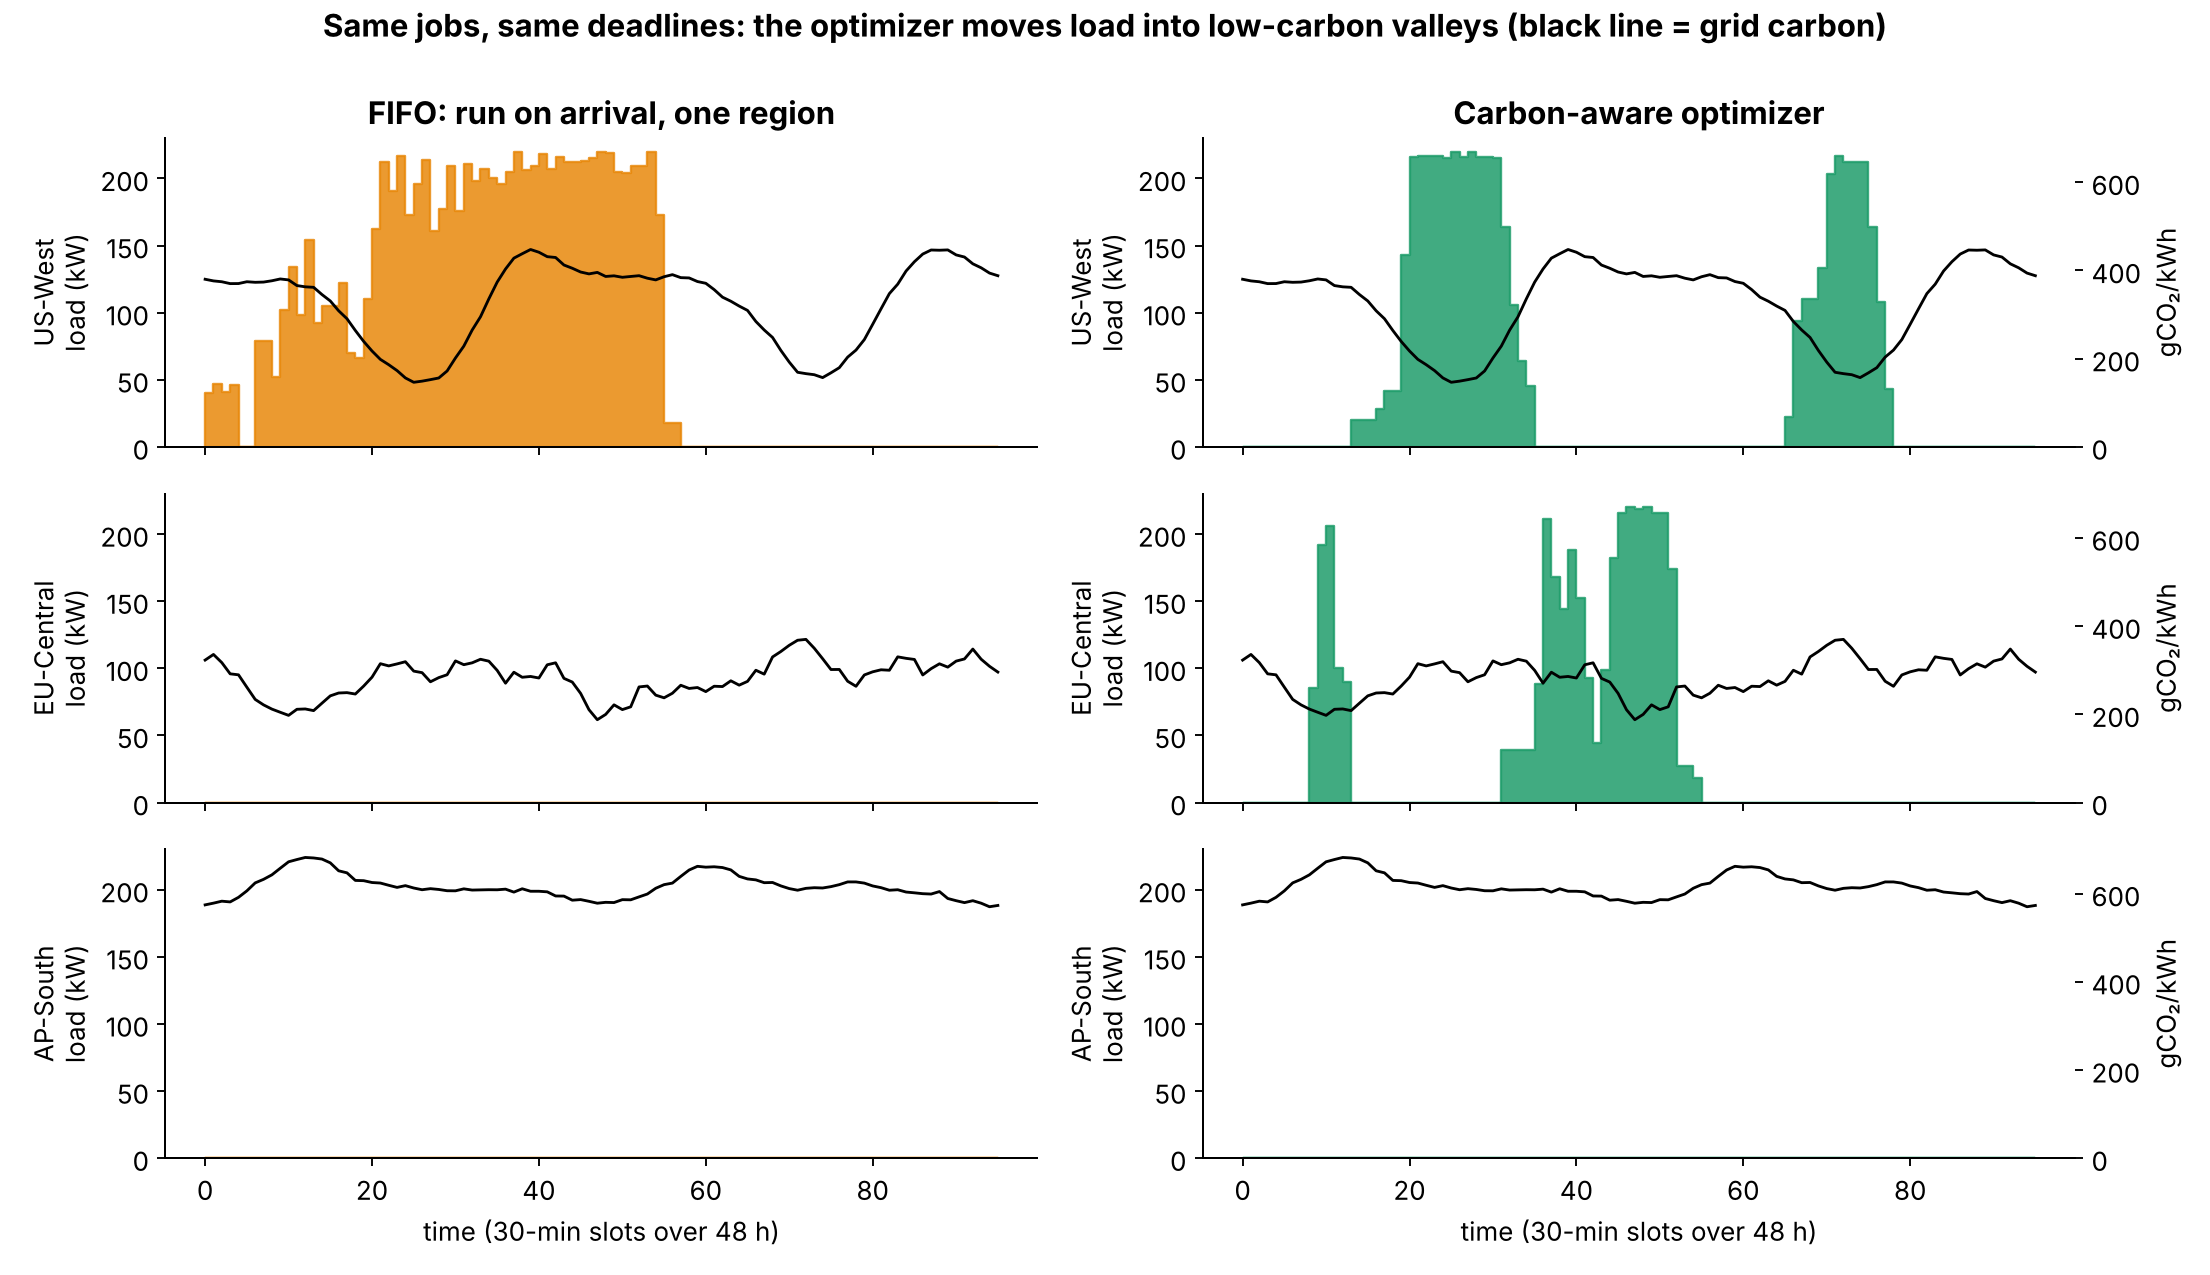 Same jobs, same deadlines: the optimizer moves load into low-carbon valleys (black line = grid carbon)
FIFO: run on arrival, one region
Carbon-aware optimizer
US-West
load (kW)
200
150
100
50
0
US-West
load (kW)
200
150
100
50
0
600
400
200
0
gCO₂/kWh
EU-Central
load (kW)
200
150
100
50
0
EU-Central
load (kW)
200
150
100
50
0
600
400
200
0
gCO₂/kWh
AP-South
load (kW)
200
150
100
50
0
0 20 40 60 80
time (30-min slots over 48 h)
AP-South
load (kW)
200
150
100
50
0
600
400
200
0
gCO₂/kWh
0 20 40 60 80
time (30-min slots over 48 h)